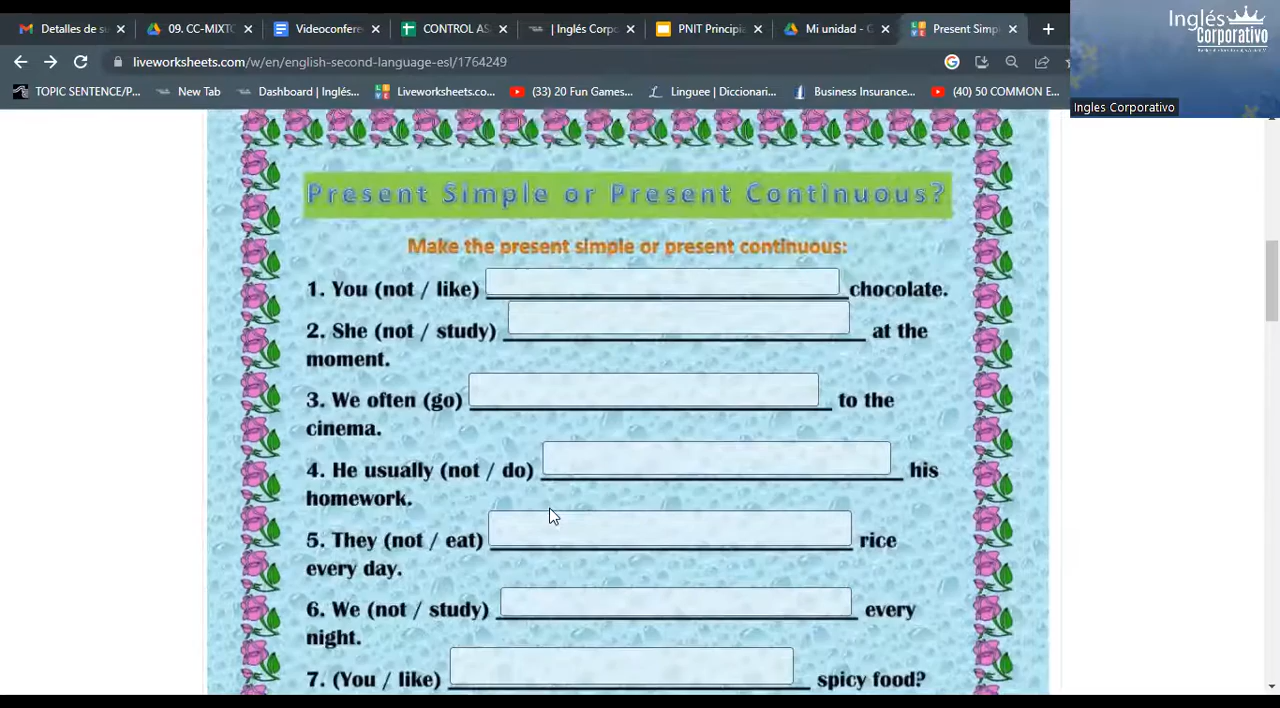 Detalles de su
09. CC-MIXTO
Videoconfere
CONTROL AS
| Inglés Corpo
PNIT Principia
Mi unidad - G
Present Simp
Inglés
Corporativo
liveworksheets.com/w/en/english-second-language-esl/1764249
TOPIC SENTENCE/P...
New Tab
Dashboard | Inglés...
Liveworksheets.co...
(33) 20 Fun Games...
Linguee | Diccionari...
Business Insurance...
(40) 50 COMMON E...
Ingles Corporativo
Present Simple or Present Continuous?
Make the present simple or present continuous:
1. You (not / like) chocolate.
2. She (not / study) at the
moment.
3. We often (go) to the
cinema.
4. He usually (not / do) his
homework.
5. They (not / eat) rice
every day.
6. We (not / study) every
night.
7. (You / like) spicy food?